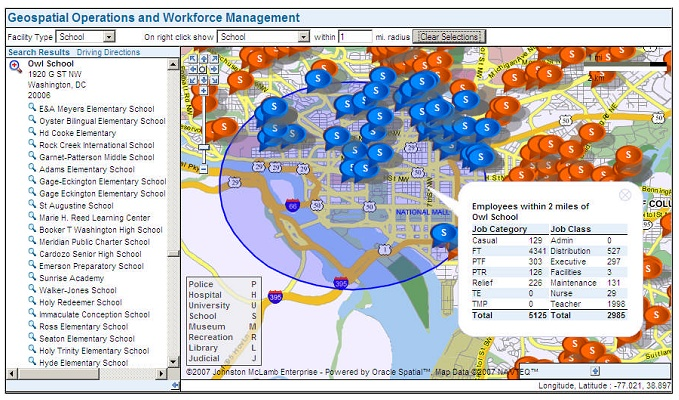 Geospatial Operations and Workforce Management
Facility Type School On right click show School within 1 mi. radius Clear Selections
Search Results Driving Directions
Owl School
1920 G ST NW
Washington, DC
20006
E&A Meyers Elementary School
Oyster Bilingual Elementary School
Hd Cooke Elementary
Rock Creek International School
Garnet-Patterson Middle School
Adams Elementary School
Gage-Eckington Elementary School
Gage Eckington Elementary School
St Augustine School
Marie H. Reed Learning Center
Booker T Washington High School
Meridian Public Charter School
Cardozo Senior High School
Emerson Preparatory School
Sunrise Academy
Walker-Jones School
Holy Redeemer School
Immaculate Conception School
Ross Elementary School
Seaton Elementary School
Holy Trinity Elementary School
Hyde Elementary School
1 mi
2 km
NATIONAL MALL
Police P
Hospital H
University U
School S
Museum M
Recreation R
Library L
Judicial J
Employees within 2 miles of
Owl School
Job Category Job Class
Casual 129 Admin 0
FT 4341 Distribution 527
PTF 303 Executive 297
PTR 126 Facilities 3
Relief 226 Maintenance 131
TE 0 Nurse 29
TMP 0 Teacher 1998
Total 5125 Total 2985
©2007 Johnston McLamb Enterprise - Powered by Oracle Spatial™. Map Data ©2007 NAVTEQ™
Longitude, Latitude : -77.021, 38.897